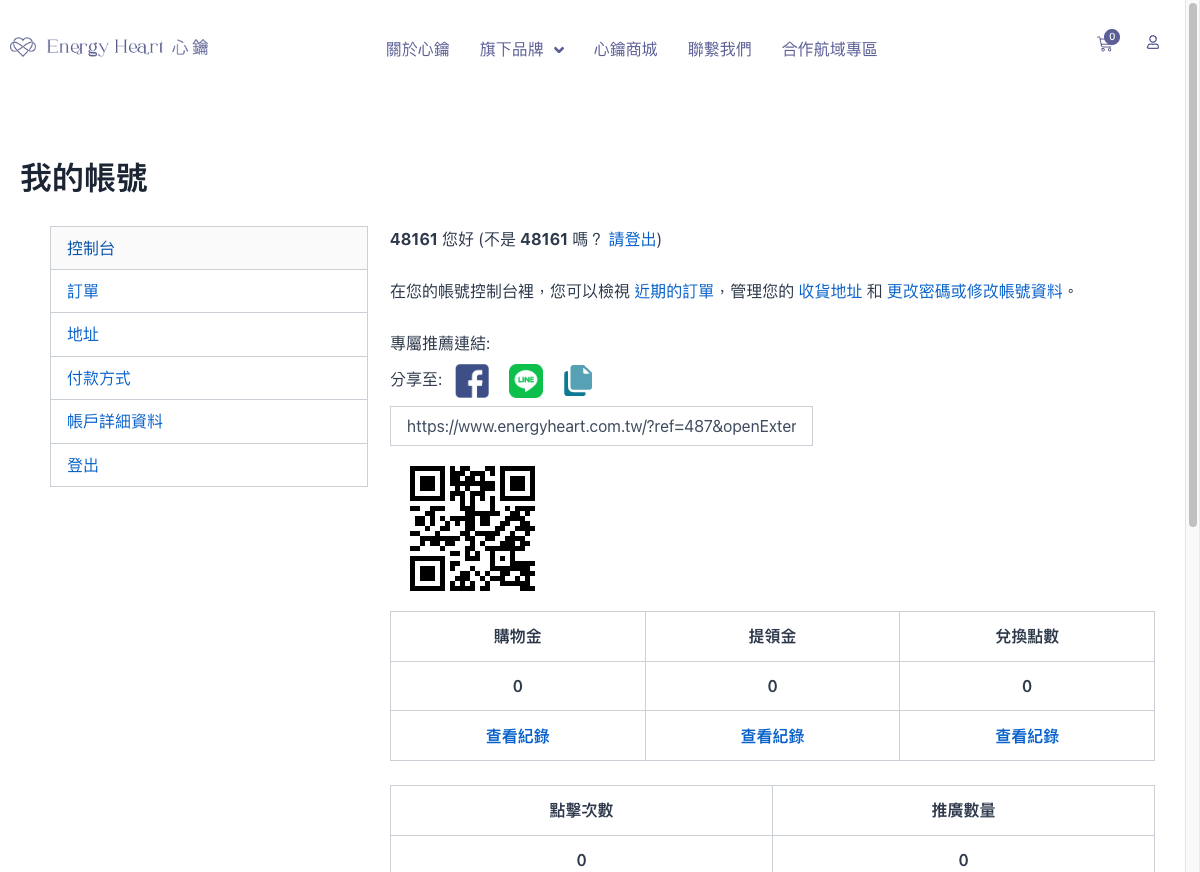 Energy Heart 心鑰
關於心鑰
旗下品牌
心鑰商城
聯繫我們
合作航域專區
0
我的帳號
控制台
訂單
地址
付款方式
帳戶詳細資料
登出
48161 您好 (不是 48161 嗎？ 請登出)
在您的帳號控制台裡，您可以檢視 近期的訂單，管理您的 收貨地址 和 更改密碼或修改帳號資料。
專屬推薦連結:
分享至:
LINE
https://www.energyheart.com.tw/?ref=487&openExter
購物金 提領金 兌換點數
0 0 0
查看紀錄 查看紀錄 查看紀錄
點擊次數 推廣數量
0 0